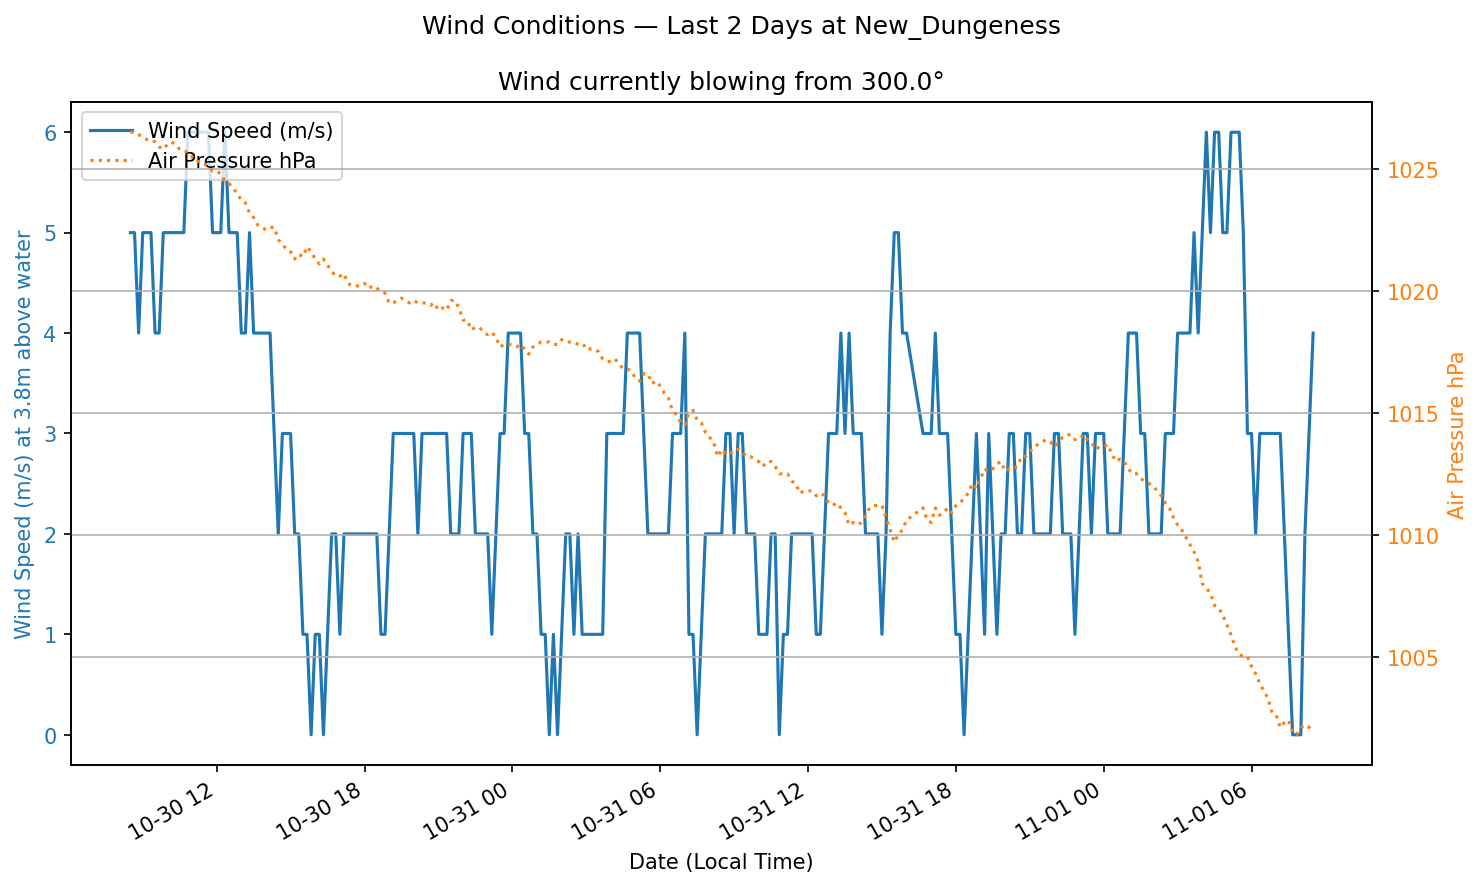 Wind Conditions — Last 2 Days at New_Dungeness
Wind currently blowing from 300.0°
Wind Speed (m/s)
Air Pressure hPa
Wind Speed (m/s) at 3.8m above water
6
5
4
3
2
1
0
1025
1020
1015
1010
1005
Air Pressure hPa
10-30 12
10-30 18
10-31 00
10-31 06
10-31 12
10-31 18
11-01 00
11-01 06
Date (Local Time)